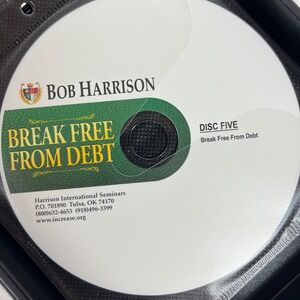 BOB HARRISON
BREAK FREE
FROM DEBT
DISC FIVE
Break Free From Debt
Harrison International Seminars
P.O. 701890 Tulsa, OK 74170
(800)632-4653 (918)496-3399
www.increase.org